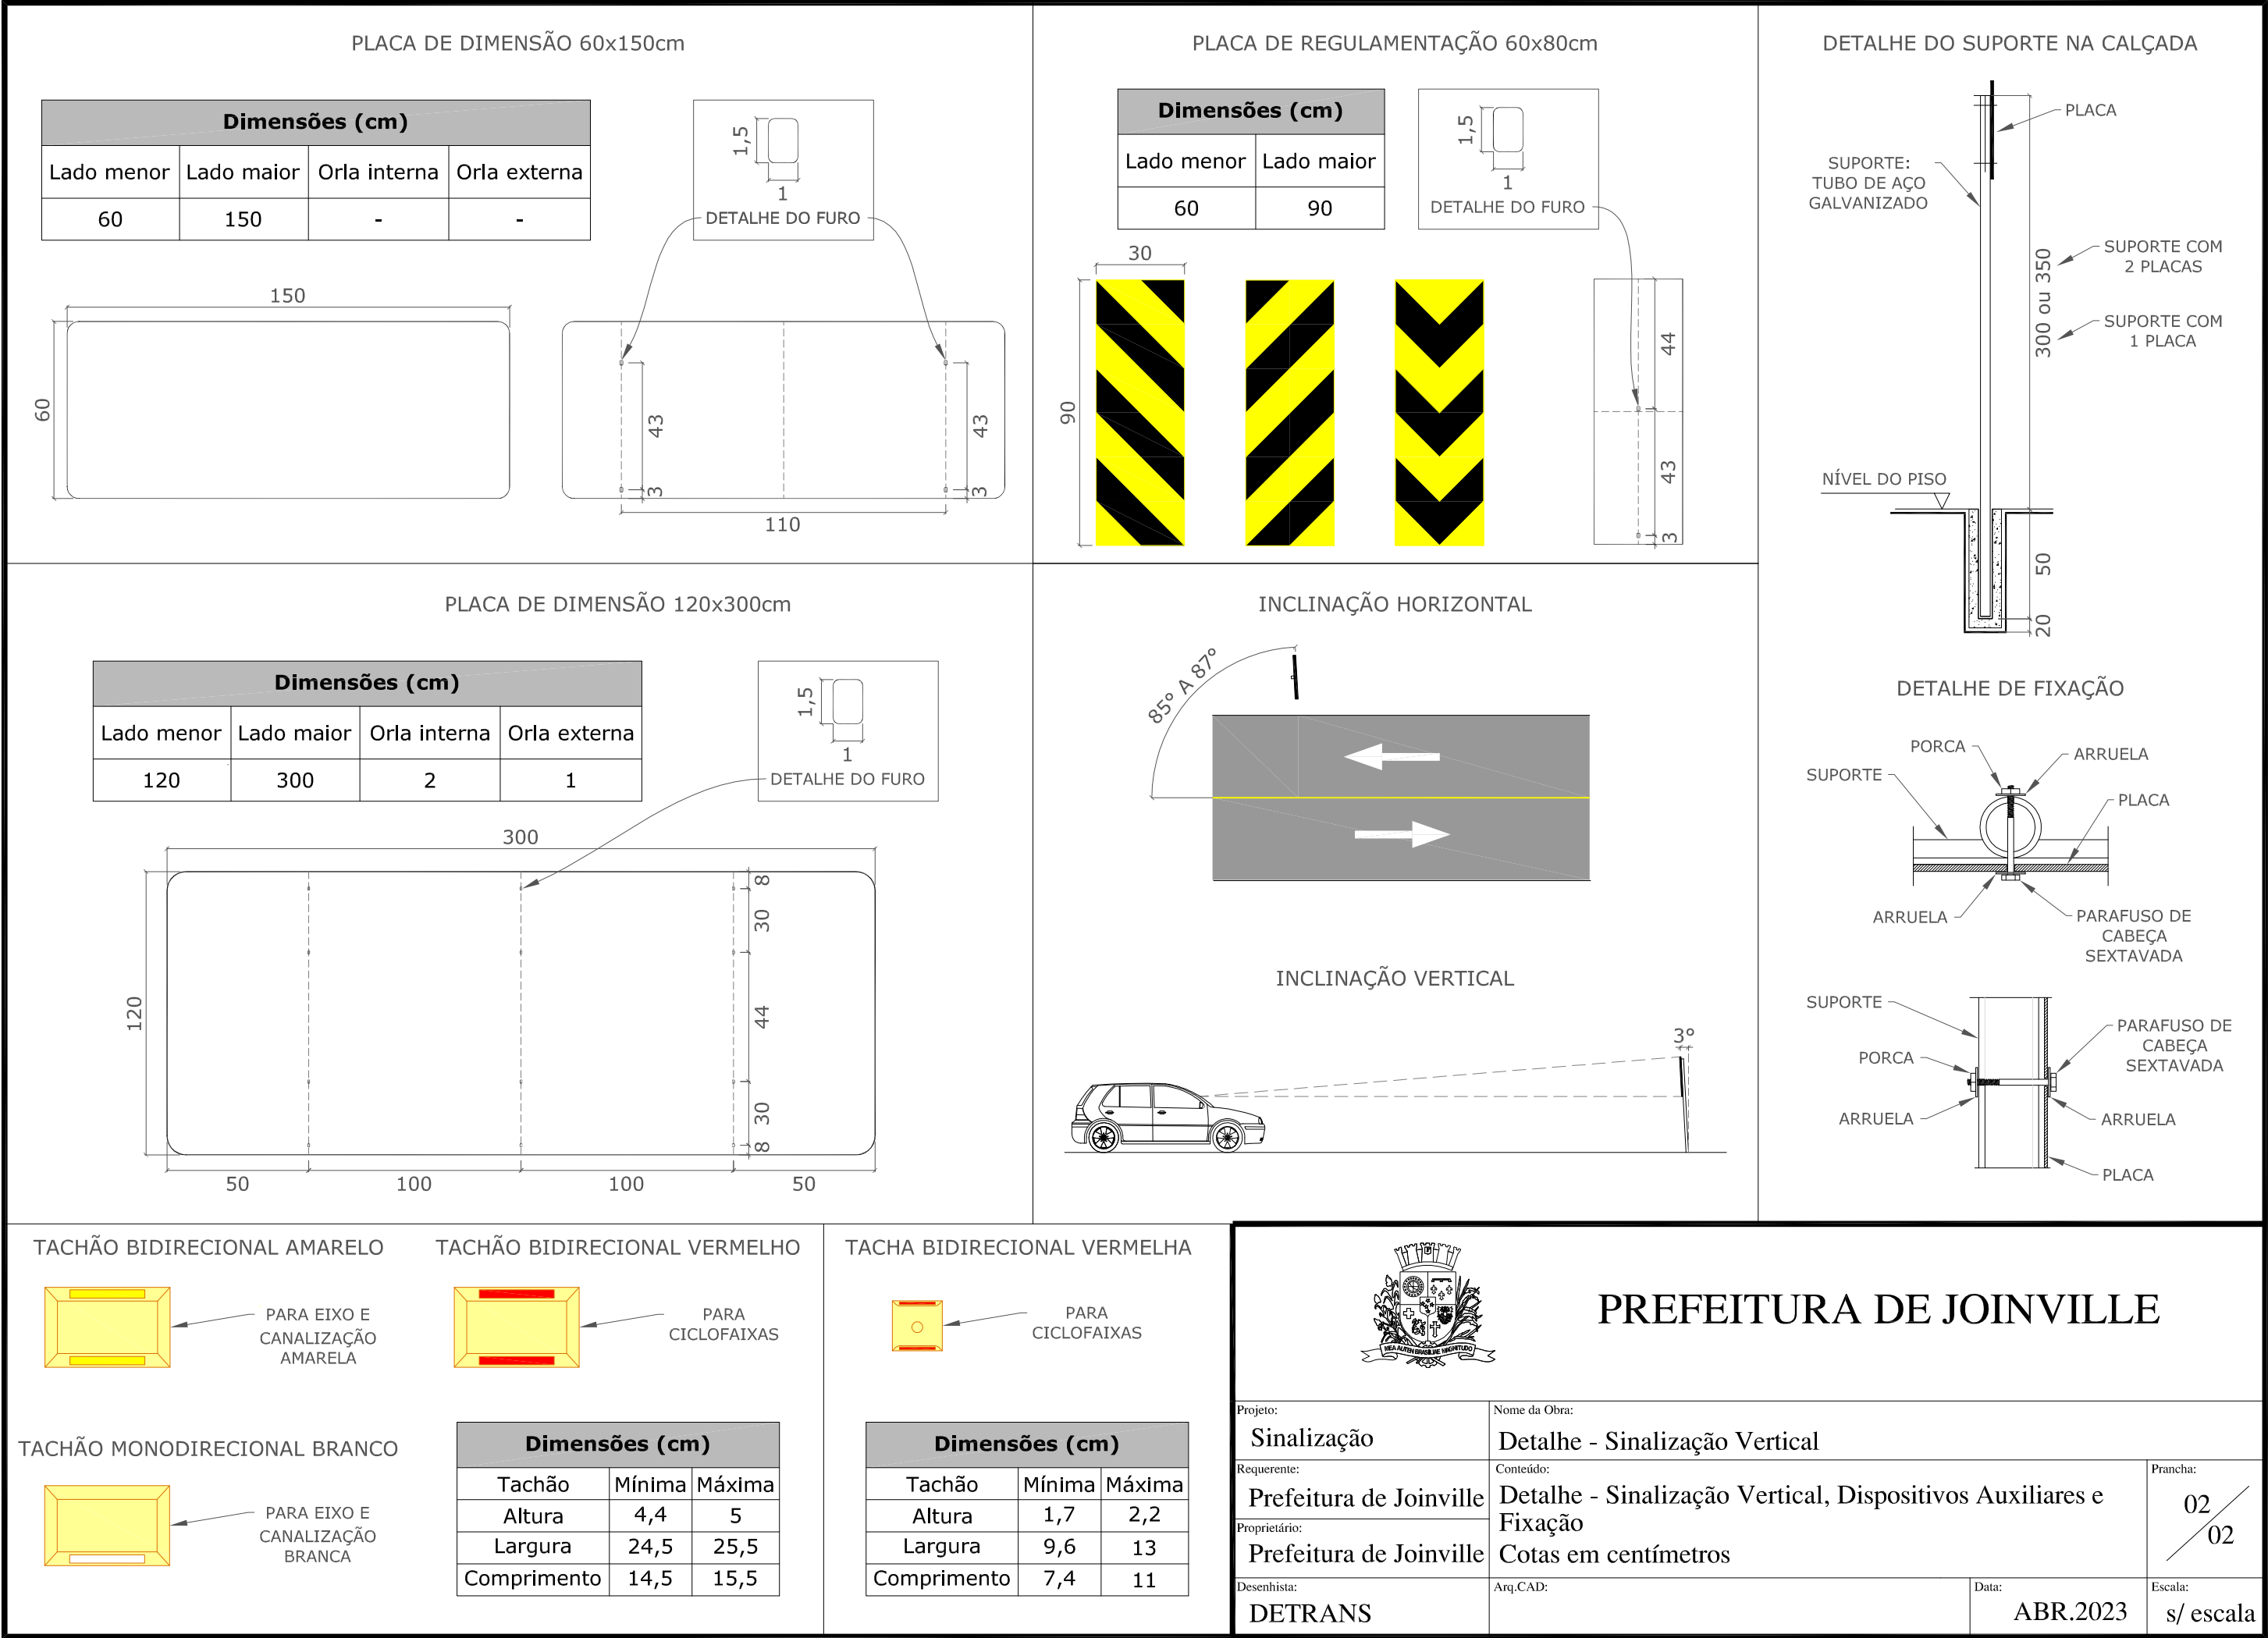 PLACA DE DIMENSÃO 60x150cm
Dimensões (cm)
Lado menor Lado maior Orla interna Orla externa
60 150 - -
1,5
1
DETALHE DO FURO
150
60
43
3
43
3
110
PLACA DE REGULAMENTAÇÃO 60x80cm
Dimensões (cm)
Lado menor Lado maior
60 90
1,5
1
DETALHE DO FURO
30
90
44
43
3
DETALHE DO SUPORTE NA CALÇADA
PLACA
SUPORTE:
TUBO DE AÇO
GALVANIZADO
SUPORTE COM
2 PLACAS
300 ou 350
SUPORTE COM
1 PLACA
NÍVEL DO PISO
50
20
PLACA DE DIMENSÃO 120x300cm
Dimensões (cm)
Lado menor Lado maior Orla interna Orla externa
120 300 2 1
1,5
1
DETALHE DO FURO
300
120
8
30
44
30
8
50 100 100 50
INCLINAÇÃO HORIZONTAL
85° A 87°
INCLINAÇÃO VERTICAL
3°
DETALHE DE FIXAÇÃO
PORCA
ARRUELA
SUPORTE
PLACA
ARRUELA
PARAFUSO DE
CABEÇA
SEXTAVADA
SUPORTE
PARAFUSO DE
CABEÇA
SEXTAVADA
PORCA
ARRUELA
ARRUELA
PLACA
TACHÃO BIDIRECIONAL AMARELO
PARA EIXO E
CANALIZAÇÃO
AMARELA
TACHÃO BIDIRECIONAL VERMELHO
PARA
CICLOFAIXAS
TACHÃO MONODIRECIONAL BRANCO
PARA EIXO E
CANALIZAÇÃO
BRANCA
Dimensões (cm)
Tachão Mínima Máxima
Altura 4,4 5
Largura 24,5 25,5
Comprimento 14,5 15,5
TACHA BIDIRECIONAL VERMELHA
PARA
CICLOFAIXAS
Dimensões (cm)
Tachão Mínima Máxima
Altura 1,7 2,2
Largura 9,6 13
Comprimento 7,4 11
MEA AUTEM BRASILIAE MAGNITUDO
PREFEITURA DE JOINVILLE
Projeto:
Sinalização
Nome da Obra:
Detalhe - Sinalização Vertical
Requerente:
Prefeitura de Joinville
Proprietário:
Prefeitura de Joinville
Conteúdo:
Detalhe - Sinalização Vertical, Dispositivos Auxiliares e
Fixação
Cotas em centímetros
Prancha:
02
02
Desenhista:
DETRANS
Arq.CAD:
Data:
ABR.2023
Escala:
s/ escala